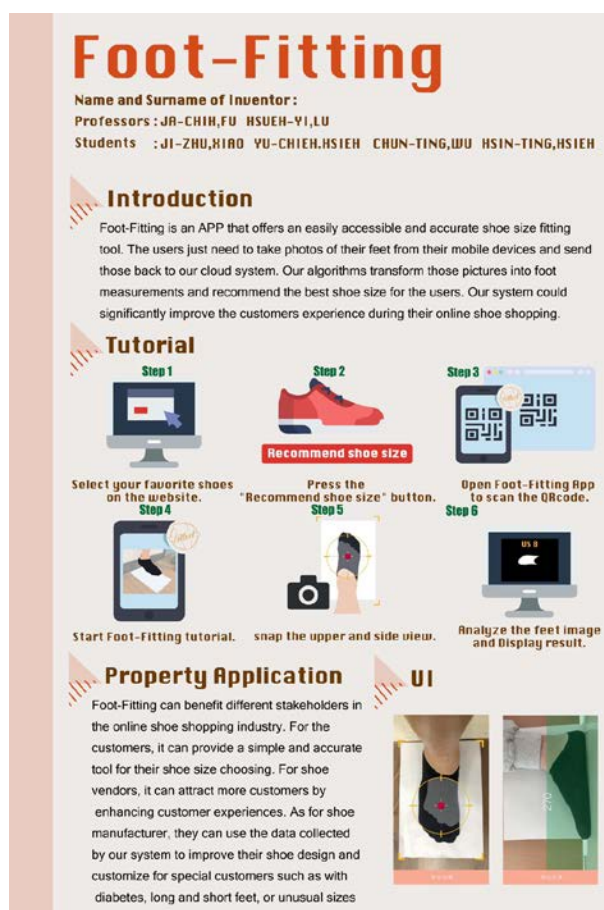 Foot-Fitting
Name and Surname of Inventor:
Professors:JA-CHIH,FU HSUEH-YI,LU
Students :JI-ZHU,XIAO YU-CHIEH.HSIEH CHUN-TING,WU HSIN-TING,HSIEH
Introduction
Foot-Fitting is an APP that offers an easily accessible and accurate shoe size fitting
tool. The users just need to take photos of their feet from their mobile devices and send
those back to our cloud system. Our algorithms transform those pictures into foot
measurements and recommend the best shoe size for the users. Our system could
significantly improve the customers experience during their online shoe shopping.
Tutorial
Step 1
Select your favorite shoes
on the website.
Step 2
Recommend shoe size
Press the
"Recommend shoe size" button.
Step 3
Open Foot-Fitting App
to scan the QRcode.
Step 4
Start Foot-Fitting tutorial.
Step 5
snap the upper and side view.
Step 6
US 8
Analyze the feet image
and Display result.
Property Application
Foot-Fitting can benefit different stakeholders in
the online shoe shopping industry. For the
customers, it can provide a simple and accurate
tool for their shoe size choosing. For shoe
vendors, it can attract more customers by
enhancing customer experiences. As for shoe
manufacturer, they can use the data collected
by our system to improve their shoe design and
customize for special customers such as with
diabetes, long and short feet, or unusual sizes
UI
270